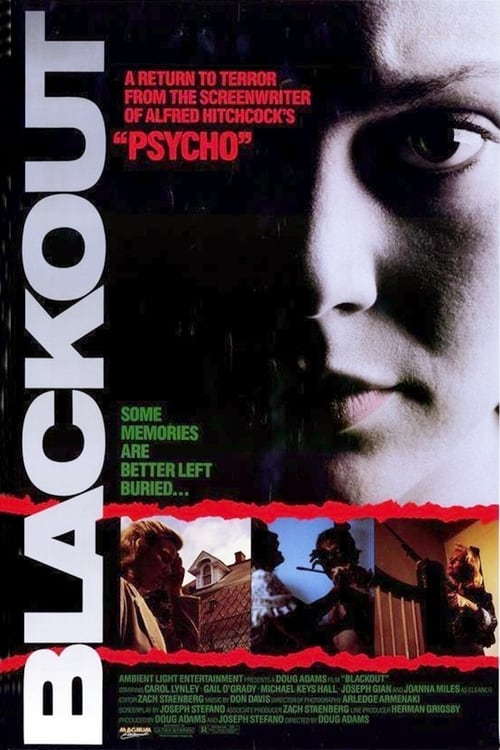 BLACKOUT
A RETURN TO TERROR
FROM THE SCREENWRITER
OF ALFRED HITCHCOCK'S
“PSYCHO”
SOME
MEMORIES
ARE
BETTER LEFT
BURIED...
AMBIENT LIGHT ENTERTAINMENT PRESENTS A DOUG ADAMS FILM "BLACKOUT"
STARRING CAROL LYNLEY · GAIL O'GRADY · MICHAEL KEYS HALL · JOSEPH GIAN AND JOANNA MILES AS ELEANOR
EDITOR ZACH STAENBERG MUSIC BY DON DAVIS DIRECTOR OF PHOTOGRAPHY ARLEDGE ARMENAKI
SCREENPLAY BY JOSEPH STEFANO ASSOCIATE PRODUCER ZACH STAENBERG LINE PRODUCER HERMAN GRIGSBY
PRODUCED BY DOUG ADAMS AND JOSEPH STEFANO DIRECTED BY DOUG ADAMS
MAGNUM
ULTRA STEREO
R